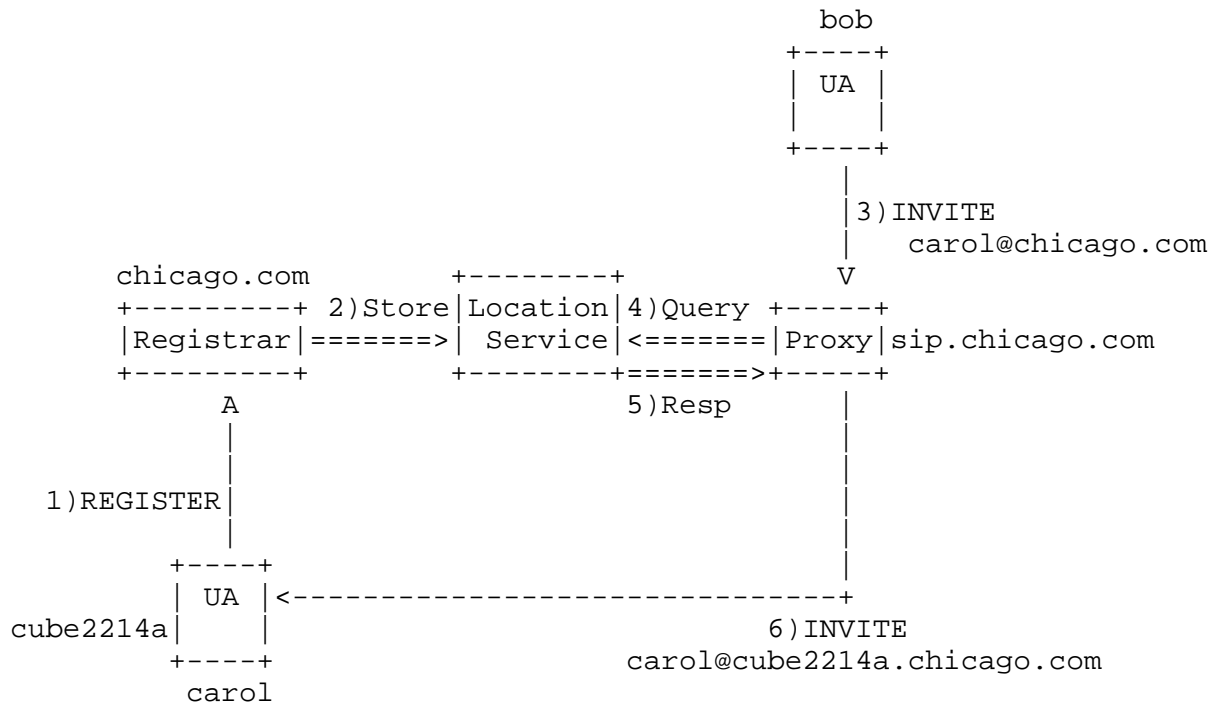 bob
UA
3)INVITE
carol@chicago.com
chicago.com
2)Store Location 4)Query
Registrar Service Proxy sip.chicago.com
5)Resp
1)REGISTER
UA
cube2214a 6)INVITE
carol@cube2214a.chicago.com
carol